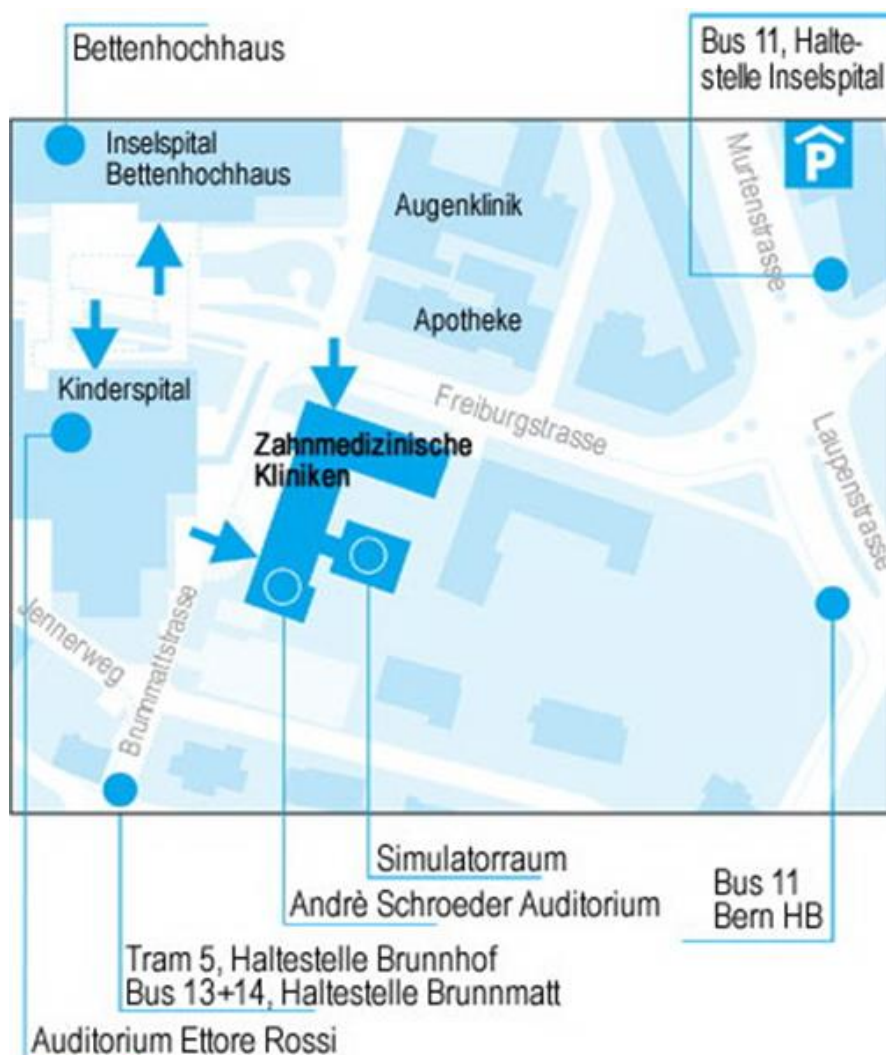 Bettenhochhaus
Bus 11, Halte-
stelle Inselspital
Inselspital
Bettenhochhaus
Augenklinik
Murtenstrasse
P
Apotheke
Kinderspital
Freiburgstrasse
Zahnmedizinische
Kliniken
Laupenstrasse
Jennerweg
Brunnmattstrasse
Simulatorraum
Andrè Schroeder Auditorium
Bus 11
Bern HB
Tram 5, Haltestelle Brunnhof
Bus 13+14, Haltestelle Brunnmatt
Auditorium Ettore Rossi